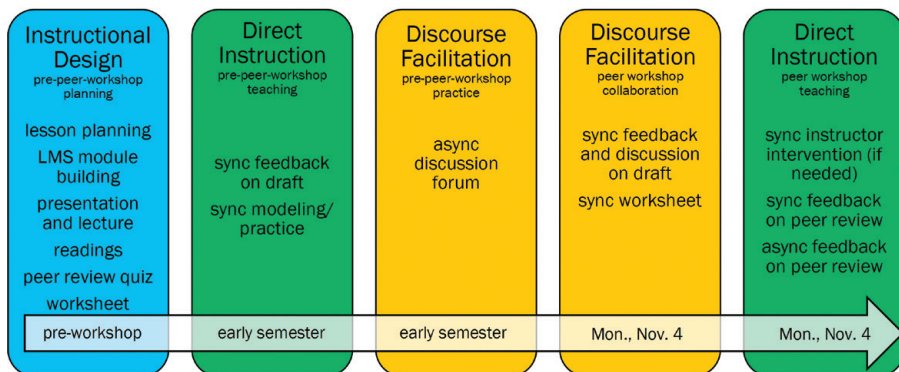 Instructional
Design
pre-peer-workshop
planning
lesson planning
LMS module
building
presentation
and lecture
readings
peer review quiz
worksheet
pre-workshop
Direct
Instruction
pre-peer-workshop
teaching
sync feedback
on draft
sync modeling/
practice
early semester
Discourse
Facilitation
pre-peer-workshop
practice
async
discussion
forum
early semester
Discourse
Facilitation
peer workshop
collaboration
sync feedback
and discussion
on draft
sync worksheet
Mon., Nov. 4
Direct
Instruction
peer workshop
teaching
sync instructor
intervention (if
needed)
sync feedback
on peer review
async feedback
on peer review
Mon., Nov. 4